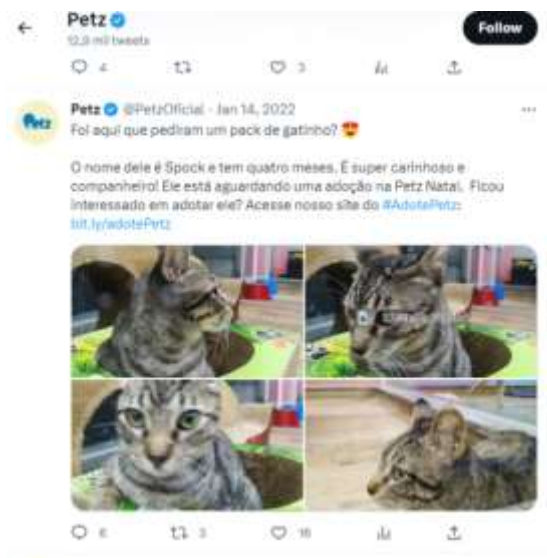 Petz
12,9 mil tweets
Follow
4
3
Petz @PetzOficial · Jan 14, 2022
Foi aqui que pediram um pack de gatinho? 😍
O nome dele é Spock e tem quatro meses. É super carinhoso e
companheiro! Ele está aguardando uma adoção na Petz Natal. Ficou
interessado em adotar ele? Acesse nosso site do #AdotePetz:
bit.ly/adotePetz
Petz
6
3
16